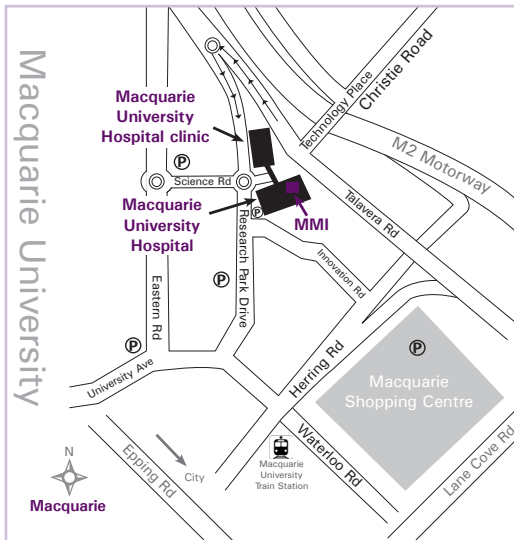 Macquarie University
Macquarie
University
Hospital clinic
Technology Place
Christie Road
M2 Motorway
P
Science Rd
Macquarie
University
Hospital
P
MMI
Talavera Rd
Research Park Drive
Innovation Rd
Eastern Rd
P
P
P
University Ave
Herring Rd
Macquarie
Shopping Centre
Waterloo Rd
Lane Cove Rd
Epping Rd
City
Macquarie
University
Train Station
N
Macquarie